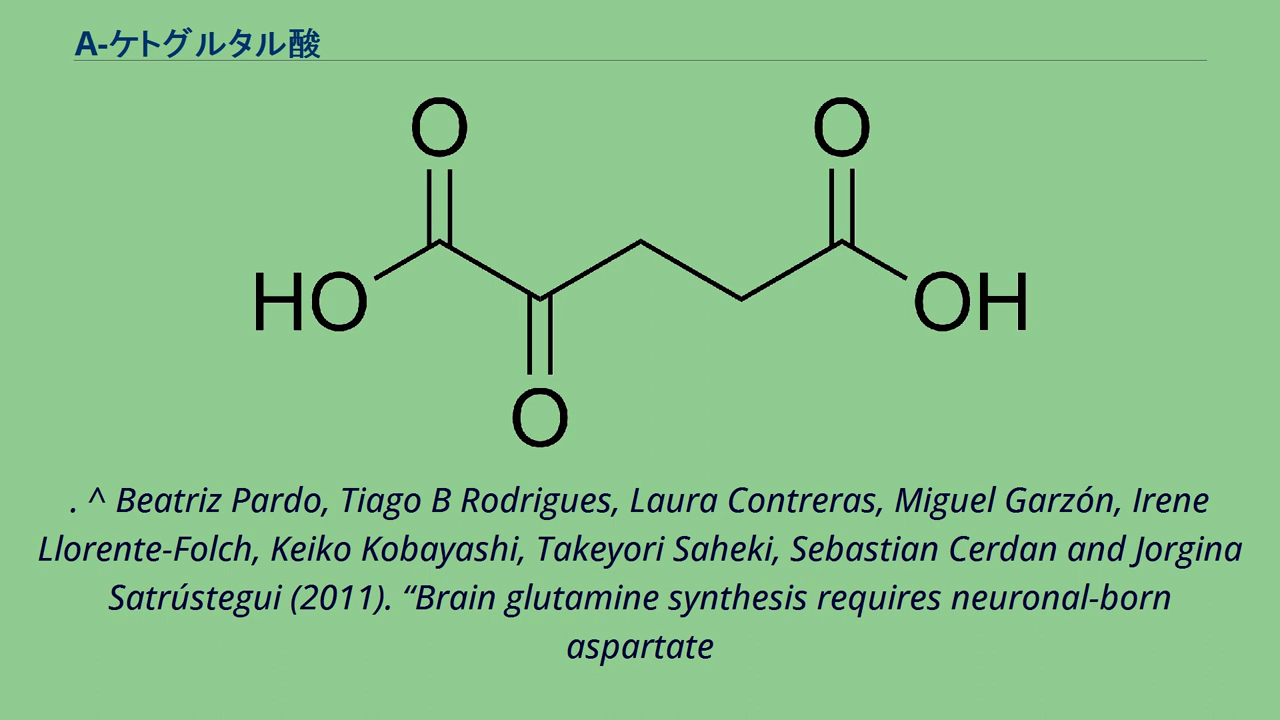 A-ケトグルタル酸
O O
HO OH
O
. ^ Beatriz Pardo, Tiago B Rodrigues, Laura Contreras, Miguel Garzón, Irene
Llorente-Folch, Keiko Kobayashi, Takeyori Saheki, Sebastian Cerdan and Jorgina
Satrústegui (2011). “Brain glutamine synthesis requires neuronal-born
aspartate